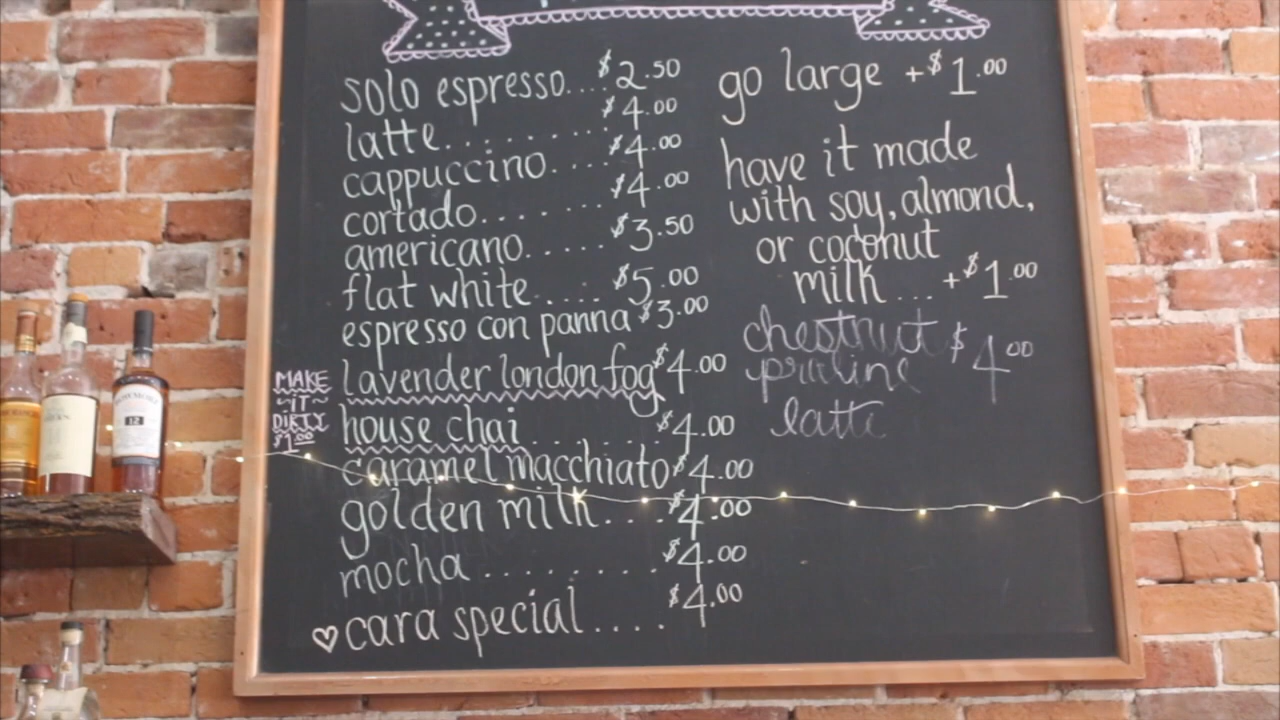 solo espresso....$2.50
latte.......$4.00
cappuccino....$4.00
cortado.......$4.00
americano.....$3.50
flat white....$5.00
espresso con panna $3.00
MAKE
IT
DIRTY
$1.00
lavender london fog $4.00
house chai.......$4.00
caramel macchiato $4.00
golden milk....$4.00
mocha.........$4.00
♡cara special....$4.00
go large +$1.00
have it made
with soy, almond,
or coconut
milk...+$1.00
chestnut $4.00
praline
latte
12